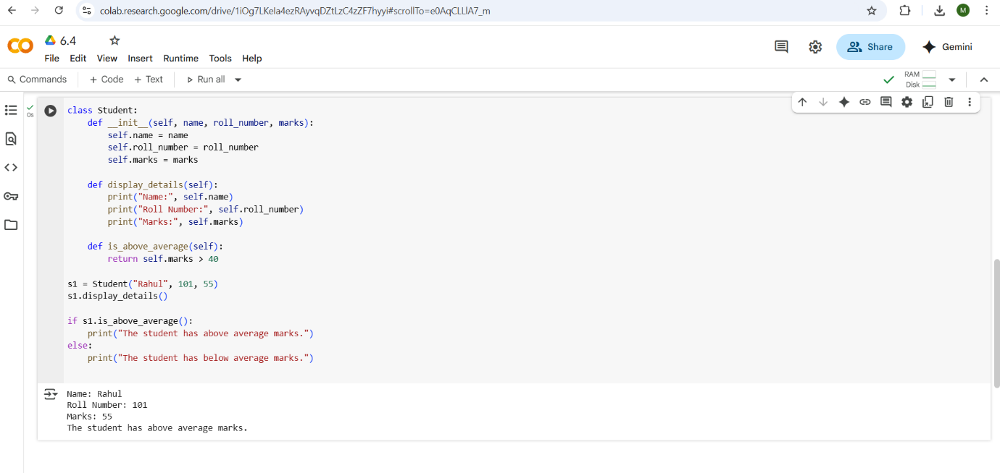 colab.research.google.com/drive/1iOg7LKela4ezRAyvqDZtLzC4zZF7hyyi#scrollTo=e0AqCLLlA7_m
M
6.4
Share
Gemini
File Edit View Insert Runtime Tools Help
Commands + Code + Text Run all
RAM
Disk
0s
class Student:
    def __init__(self, name, roll_number, marks):
        self.name = name
        self.roll_number = roll_number
        self.marks = marks

    def display_details(self):
        print("Name:", self.name)
        print("Roll Number:", self.roll_number)
        print("Marks:", self.marks)

    def is_above_average(self):
        return self.marks > 40

s1 = Student("Rahul", 101, 55)
s1.display_details()

if s1.is_above_average():
    print("The student has above average marks.")
else:
    print("The student has below average marks.")

Name: Rahul
Roll Number: 101
Marks: 55
The student has above average marks.